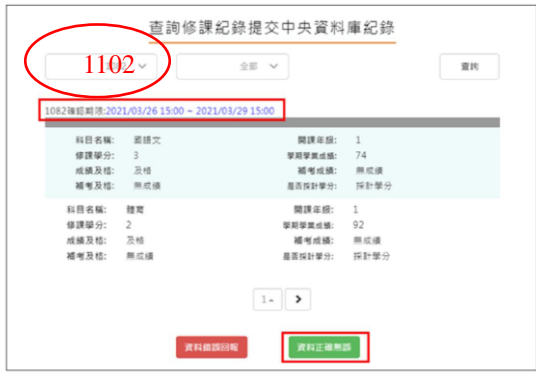 查詢修課紀錄提交中央資料庫紀錄
1102 全部 查詢
1082確認期限:2021/03/26 15:00 ~ 2021/03/29 15:00
科目名稱: 國語文 開課年級: 1
修課學分: 3 學期學業成績: 74
成績及格: 及格 補考成績: 無成績
補考及格: 無成績 是否採計學分: 採計學分
科目名稱: 體育 開課年級: 1
修課學分: 2 學期學業成績: 92
成績及格: 及格 補考成績: 無成績
補考及格: 無成績 是否採計學分: 採計學分
1
資料錯誤回報 資料正確無誤